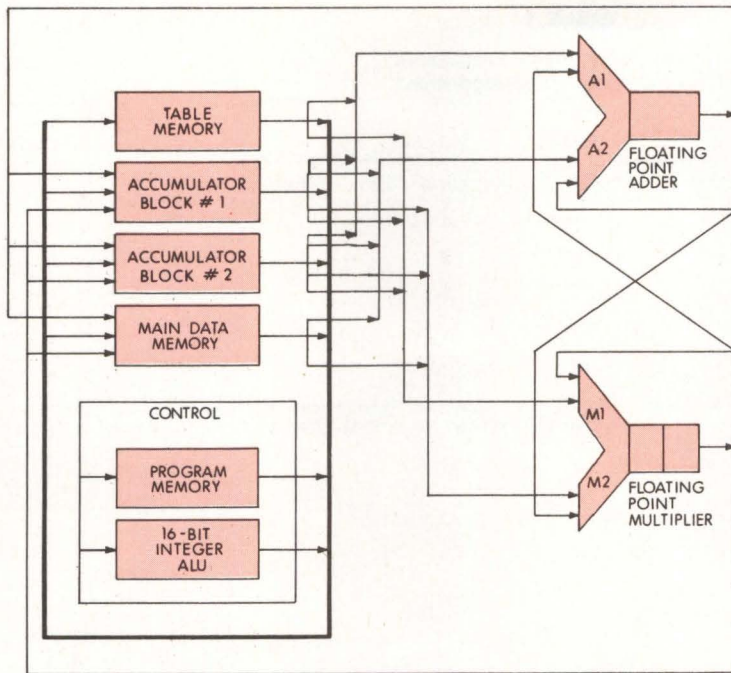 TABLE
MEMORY
ACCUMULATOR
BLOCK # 1
ACCUMULATOR
BLOCK # 2
MAIN DATA
MEMORY
CONTROL
PROGRAM
MEMORY
16-BIT
INTEGER
ALU
A1
A2
FLOATING
POINT
ADDER
M1
M2
FLOATING
POINT
MULTIPLIER